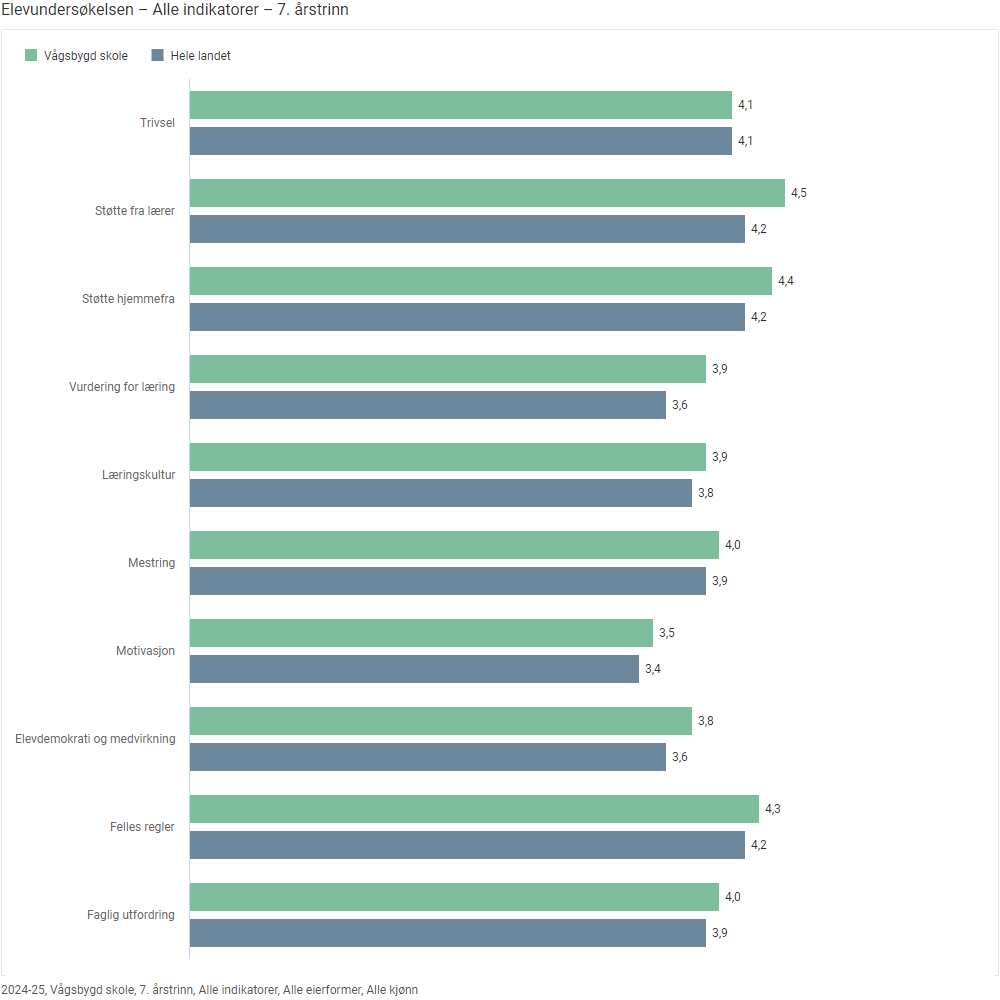 Elevundersøkelsen – Alle indikatorer – 7. årstrinn
Vågsbygd skole Hele landet
4,1
Trivsel
4,1
4,5
Støtte fra lærer
4,2
4,4
Støtte hjemmefra
4,2
3,9
Vurdering for læring
3,6
3,9
Læringskultur
3,8
4,0
Mestring
3,9
3,5
Motivasjon
3,4
3,8
Elevdemokrati og medvirkning
3,6
4,3
Felles regler
4,2
4,0
Faglig utfordring
3,9
2024-25, Vågsbygd skole, 7. årstrinn, Alle indikatorer, Alle eierformer, Alle kjønn